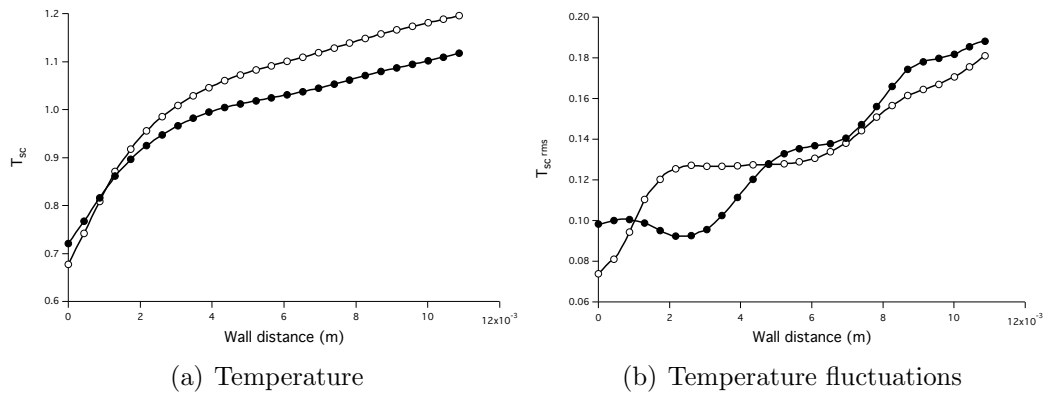 1.2
1.1
1.0
0.9
0.8
0.7
0.6
T_sc
0 2 4 6 8 10 12x10^-3
Wall distance (m)
(a) Temperature
0.20
0.18
0.16
0.14
0.12
0.10
0.08
0.06
T_sc^rms
0 2 4 6 8 10 12x10^-3
Wall distance (m)
(b) Temperature fluctuations